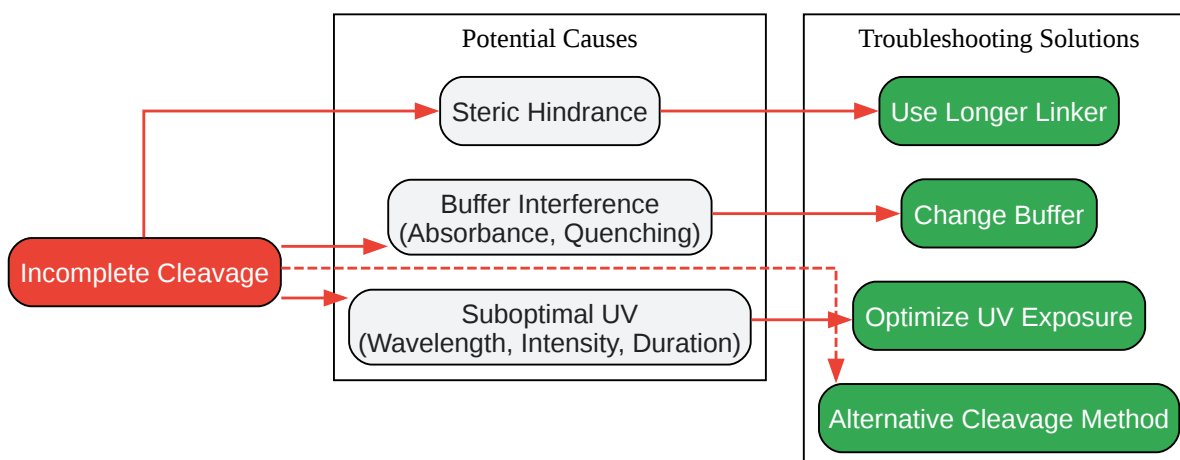 Potential Causes
Troubleshooting Solutions
Steric Hindrance
Use Longer Linker
Buffer Interference
(Absorbance, Quenching)
Change Buffer
Incomplete Cleavage
Suboptimal UV
(Wavelength, Intensity, Duration)
Optimize UV Exposure
Alternative Cleavage Method